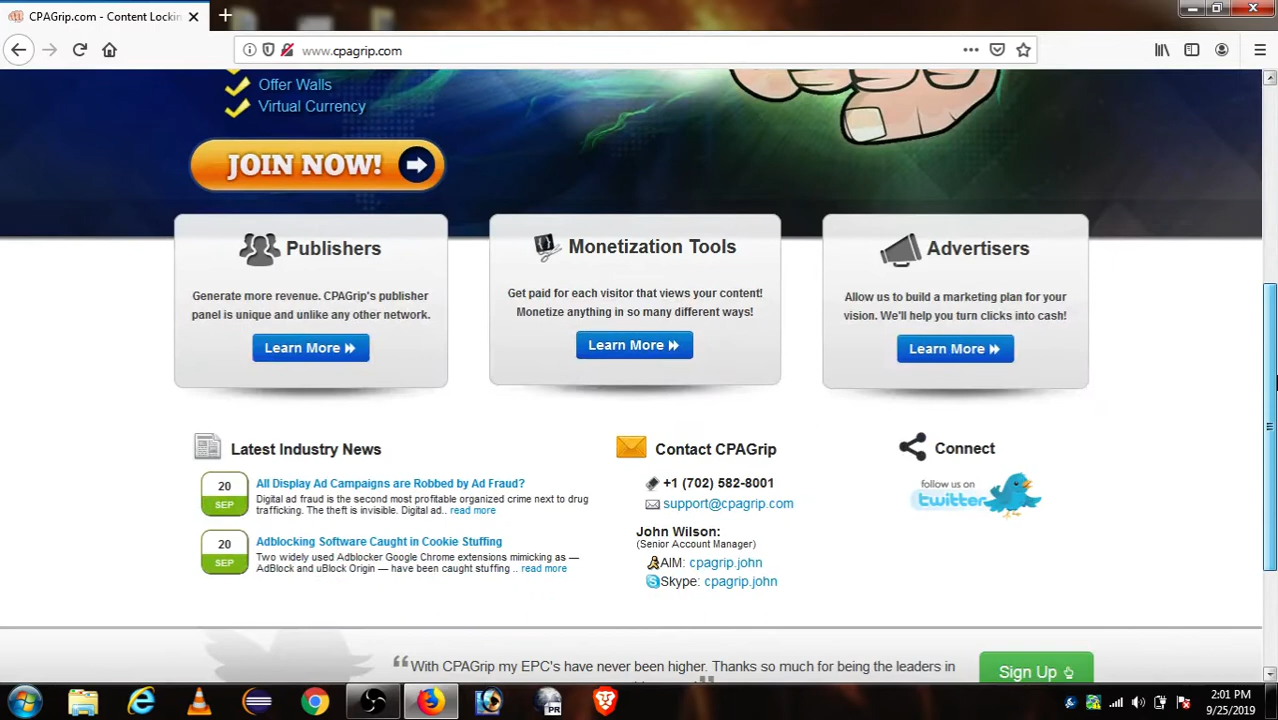 CPAGrip.com - Content Lockin
www.cpagrip.com
Offer Walls
Virtual Currency
JOIN NOW!
Publishers
Generate more revenue. CPAGrip's publisher
panel is unique and unlike any other network.
Learn More
Monetization Tools
Get paid for each visitor that views your content!
Monetize anything in so many different ways!
Learn More
Advertisers
Allow us to build a marketing plan for your
vision. We'll help you turn clicks into cash!
Learn More
Latest Industry News
20
SEP
All Display Ad Campaigns are Robbed by Ad Fraud?
Digital ad fraud is the second most profitable organized crime next to drug
trafficking. The theft is invisible. Digital ad.. read more
20
SEP
Adblocking Software Caught in Cookie Stuffing
Two widely used Adblocker Google Chrome extensions mimicking as —
AdBlock and uBlock Origin — have been caught stuffing .. read more
Contact CPAGrip
+1 (702) 582-8001
support@cpagrip.com
John Wilson:
(Senior Account Manager)
AIM: cpagrip.john
Skype: cpagrip.john
Connect
follow us on
twitter
“With CPAGrip my EPC's have never been higher. Thanks so much for being the leaders in
Sign Up
PR
2:01 PM
9/25/2019